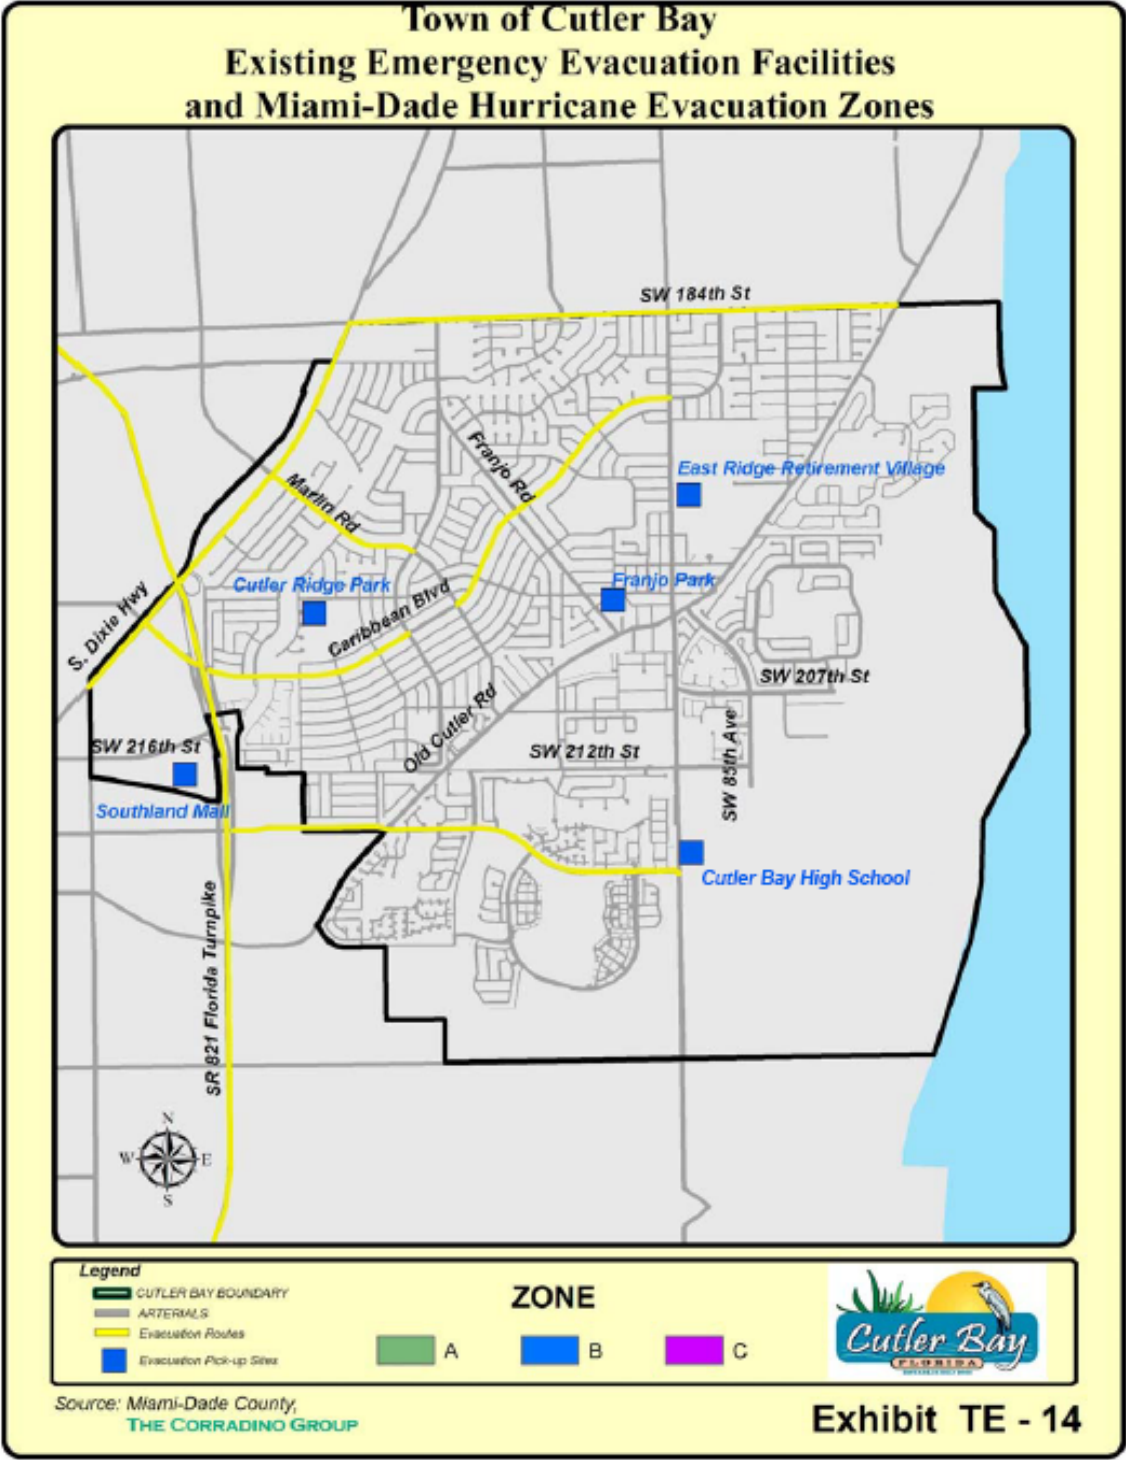 Town of Cutler Bay
Existing Emergency Evacuation Facilities
and Miami-Dade Hurricane Evacuation Zones
SW 184th St
Franjo Rd
East Ridge Retirement Village
Marlin Rd
Cutler Ridge Park
Franjo Park
S. Dixie Hwy
Caribbean Blvd
SW 207th St
Old Cutler Rd
SW 216th St
SW 212th St
SW 85th Ave
Southland Mall
Cutler Bay High School
SR 821 Florida Turnpike
N
W E
S
Legend
CUTLER BAY BOUNDARY
ARTERIALS
Evacuation Routes
Evacuation Pick-up Sites
ZONE
A
B
C
Cutler Bay
FLORIDA
Source: Miami-Dade County,
THE CORRADINO GROUP
Exhibit TE - 14